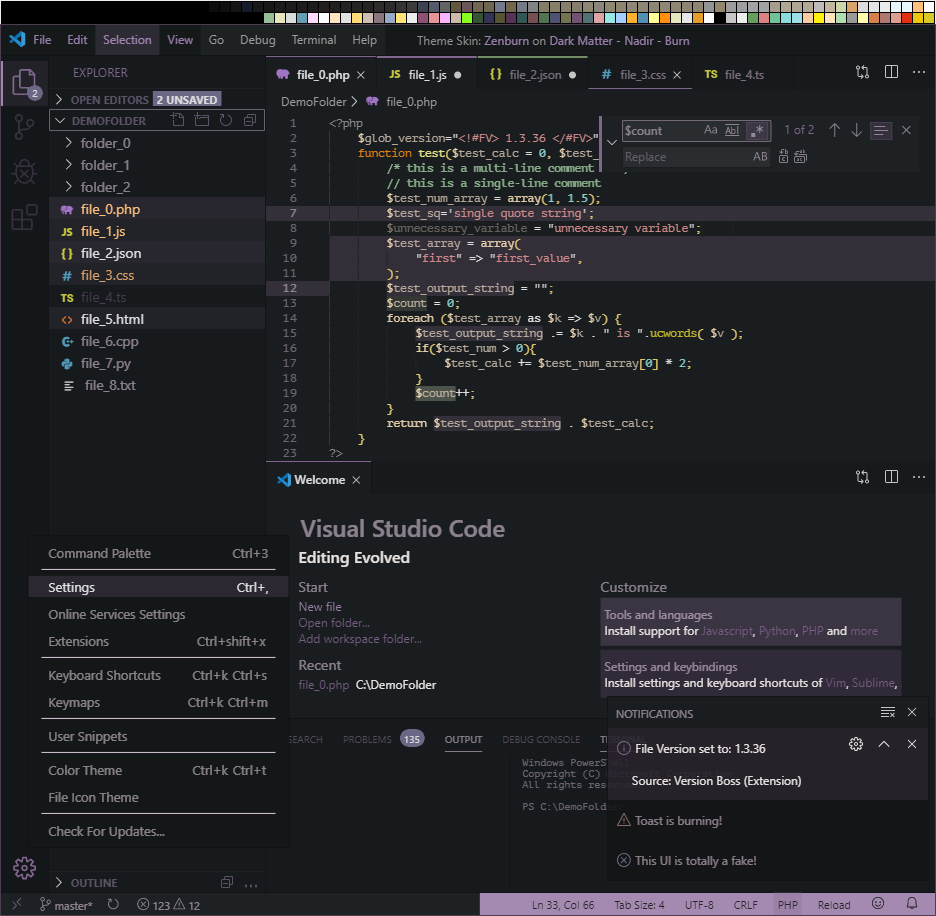 File Edit Selection View Go Debug Terminal Help Theme Skin: Zenburn on Dark Matter - Nadir - Burn
2
EXPLORER
OPEN EDITORS 2 UNSAVED
DEMOFOLDER
folder_0
folder_1
folder_2
file_0.php
file_1.js
file_2.json
file_3.css
TS file_4.ts
file_5.html
file_6.cpp
file_7.py
file_8.txt
file_0.php JS file_1.js {} file_2.json # file_3.css TS file_4.ts
DemoFolder > file_0.php
1 <?php
2 $glob_version="<!#FV> 1.3.36 </#FV>"
3 function test($test_calc = 0, $test_
4 /* this is a multi-line comment
5 // this is a single-line comment
6 $test_num_array = array(1, 1.5);
7 $test_sq='single quote string';
8 $unnecessary_variable = "unnecessary variable";
9 $test_array = array(
10 "first" => "first_value",
11 );
12 $test_output_string = "";
13 $count = 0;
14 foreach ($test_array as $k => $v) {
15 $test_output_string .= $k . " is ".ucwords( $v );
16 if($test_num > 0){
17 $test_calc += $test_num_array[0] * 2;
18 }
19 $count++;
20 }
21 return $test_output_string . $test_calc;
22 }
23 ?>
$count Aa Abl .* 1 of 2
Replace AB
Welcome
Visual Studio Code
Editing Evolved
Start
New file
Open folder...
Add workspace folder...
Recent
file_0.php C:\DemoFolder
Customize
Tools and languages
Install support for Javascript, Python, PHP and more
Settings and keybindings
Install settings and keyboard shortcuts of Vim, Sublime,
Command Palette Ctrl+3
Settings Ctrl+,
Online Services Settings
Extensions Ctrl+shift+x
Keyboard Shortcuts Ctrl+k Ctrl+s
Keymaps Ctrl+k Ctrl+m
User Snippets
Color Theme Ctrl+k Ctrl+t
File Icon Theme
Check For Updates...
SEARCH PROBLEMS 135 OUTPUT DEBUG CONSOLE TERMINAL
Windows PowerShell
Copyright (C)
All rights reserved
PS C:\DemoFolder>
NOTIFICATIONS
File Version set to: 1.3.36
Source: Version Boss (Extension)
Toast is burning!
This UI is totally a fake!
OUTLINE
master* 123 12 Ln 33, Col 66 Tab Size: 4 UTF-8 CRLF PHP Reload